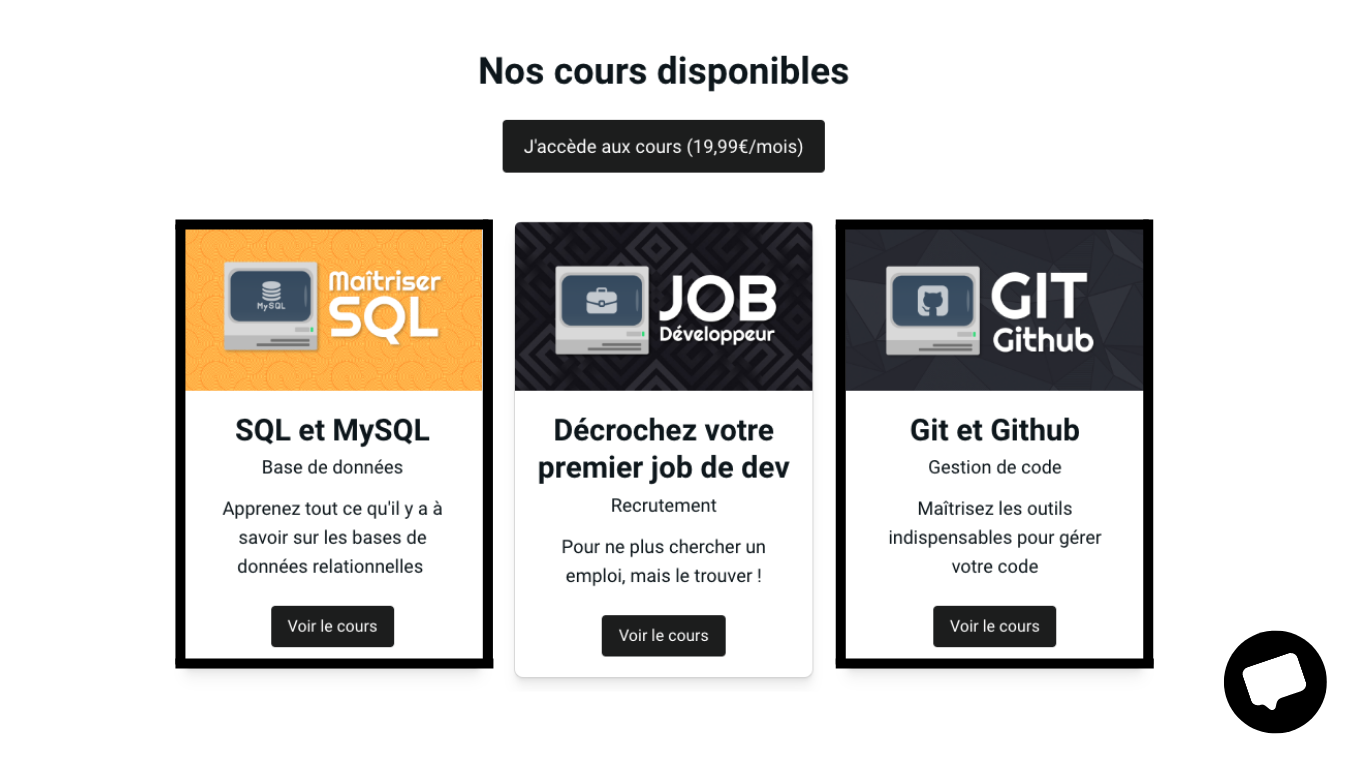 Nos cours disponibles
J'accède aux cours (19,99€/mois)
MySQL
Maîtriser
SQL
JOB
Développeur
GIT
Github
SQL et MySQL
Base de données
Apprenez tout ce qu'il y a à
savoir sur les bases de
données relationnelles
Voir le cours
Décrochez votre
premier job de dev
Recrutement
Pour ne plus chercher un
emploi, mais le trouver !
Voir le cours
Git et Github
Gestion de code
Maîtrisez les outils
indispensables pour gérer
votre code
Voir le cours